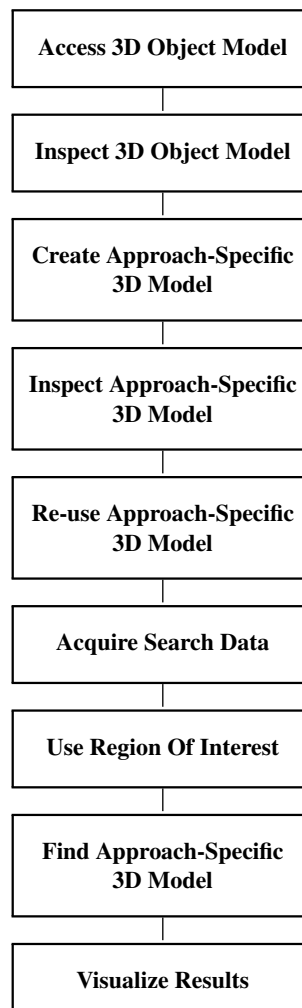 Access 3D Object Model
Inspect 3D Object Model
Create Approach-Specific
3D Model
Inspect Approach-Specific
3D Model
Re-use Approach-Specific
3D Model
Acquire Search Data
Use Region Of Interest
Find Approach-Specific
3D Model
Visualize Results